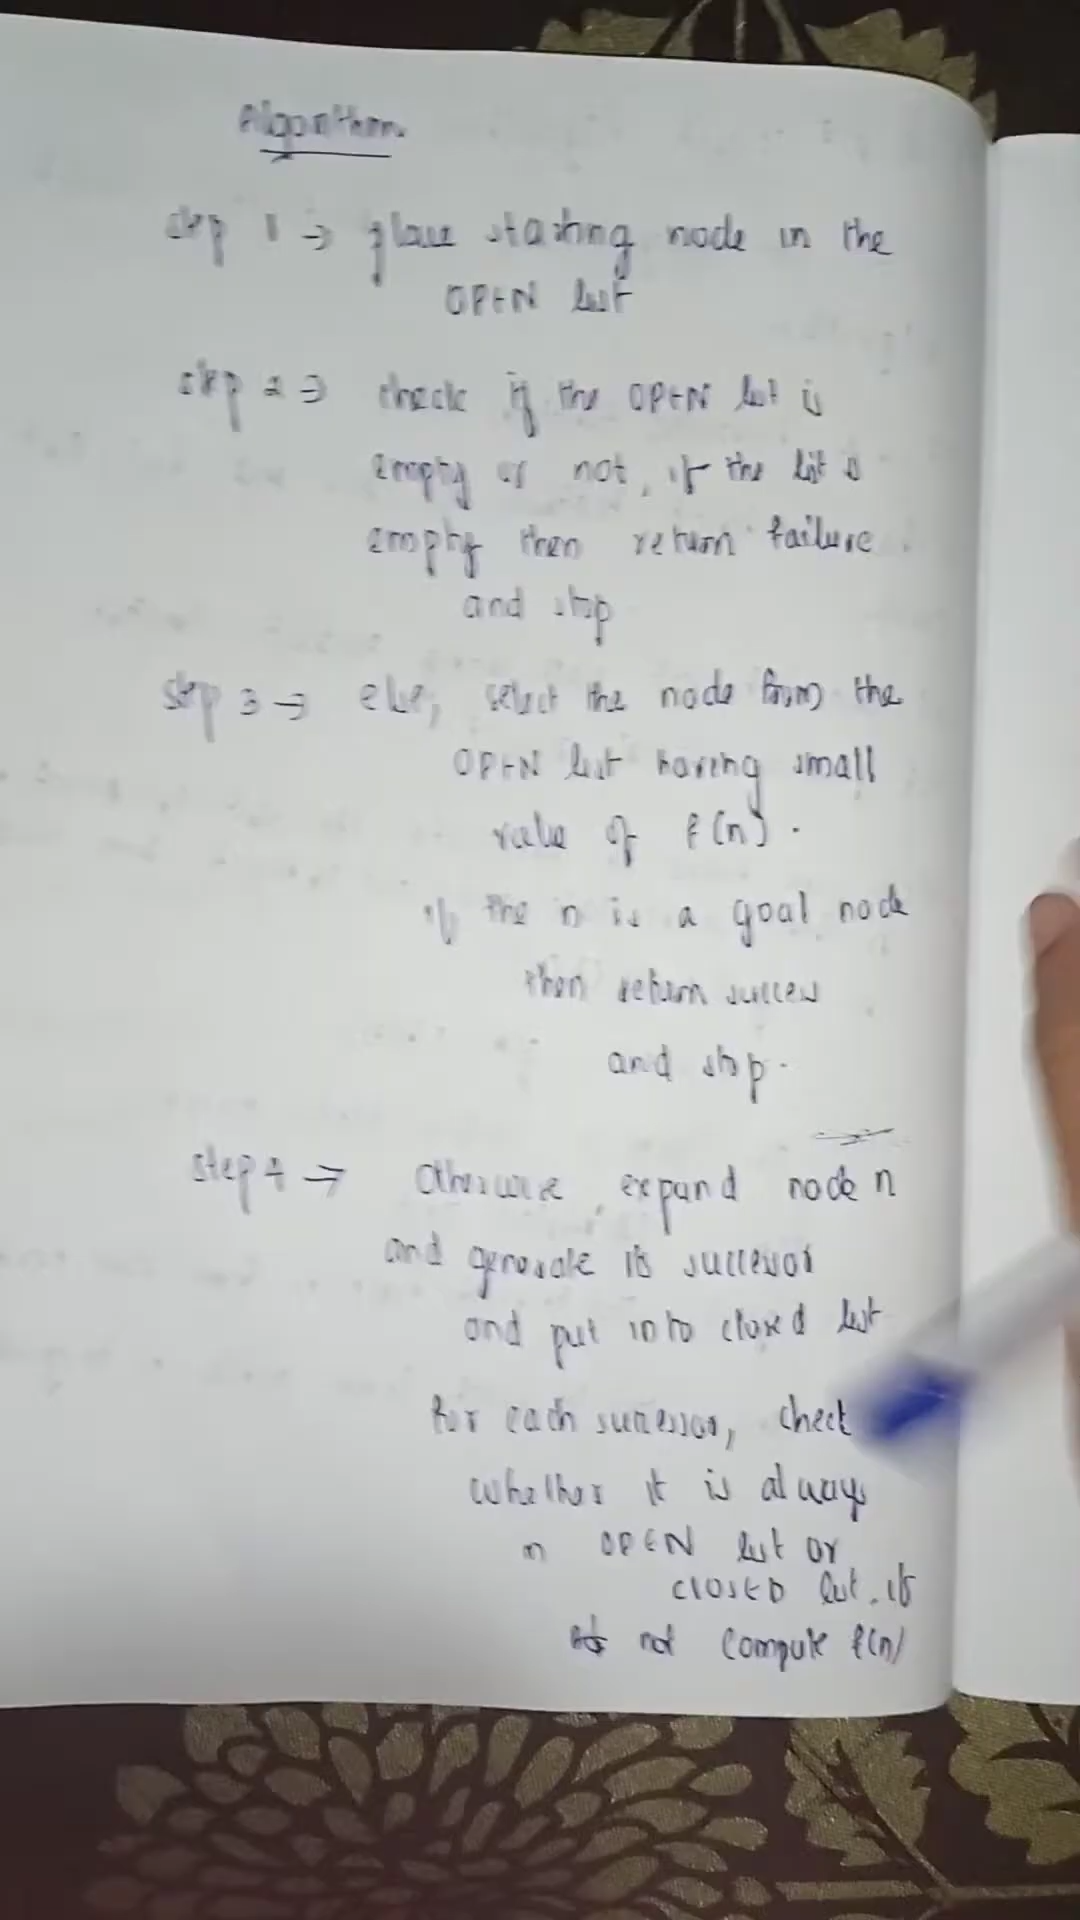 Algorithm
step 1 → place starting node in the
OPEN list
step 2 → check if the OPEN list is
empty or not, if the list is
empty then return failure
and stop
step 3 → else, select the node from the
OPEN list having small
value of f(n).
if the n is a goal node
then return success
and stop.
step 4 → Otherwise, expand node n
and generate its successor
and put into closed list
for each successor, check
whether it is always
in OPEN list or
CLOSED list. if
not compute f(n)